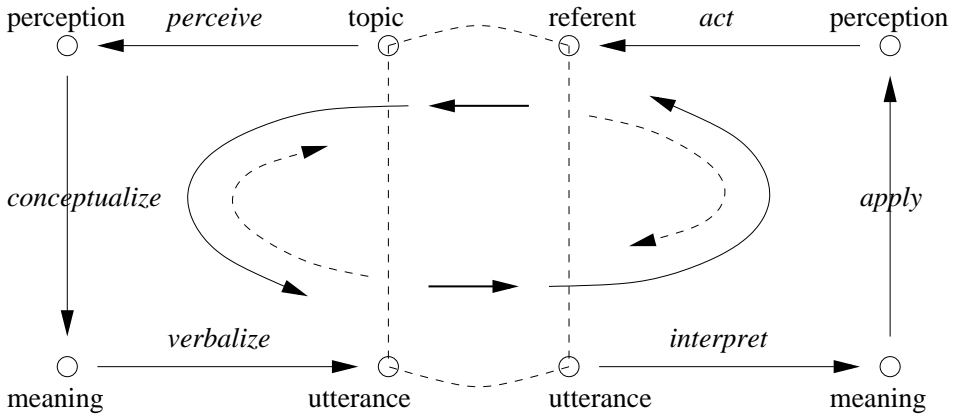 perception perceive topic referent act perception
conceptualize apply
verbalize interpret
meaning utterance utterance meaning